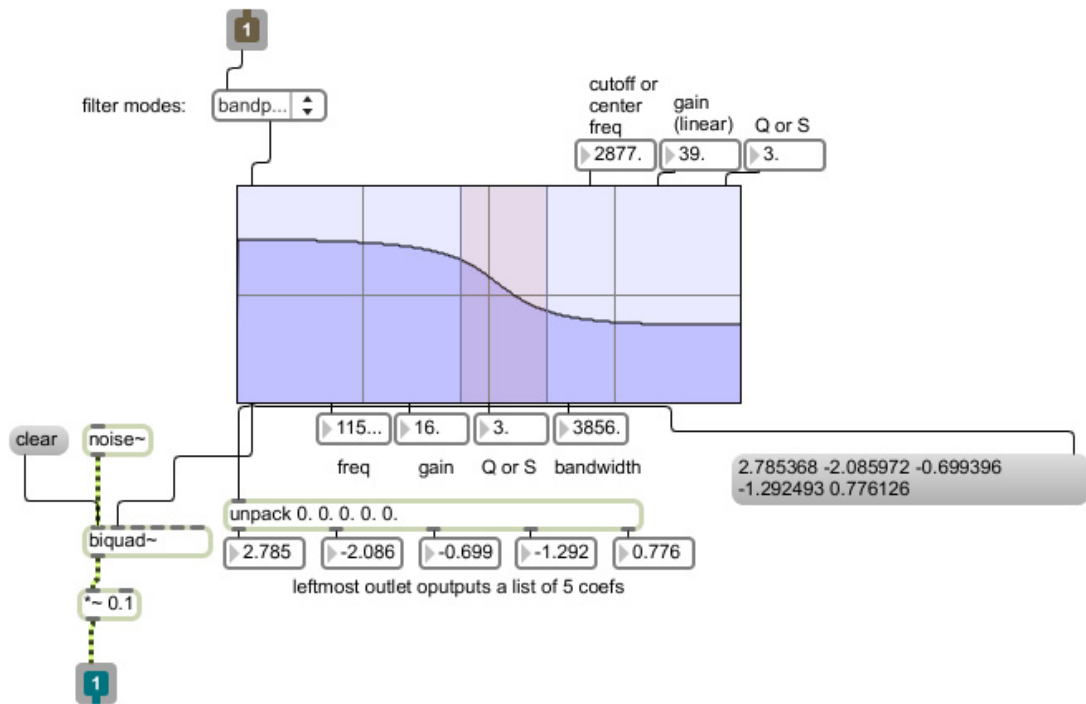 1
filter modes:
bandp...
cutoff or
center
freq
gain
(linear)
Q or S
2877.
39.
3.
115...
16.
3.
3856.
freq
gain
Q or S
bandwidth
clear
noise~
2.785368 -2.085972 -0.699396
-1.292493 0.776126
unpack 0. 0. 0. 0. 0.
biquad~
2.785
-2.086
-0.699
-1.292
0.776
leftmost outlet oputputs a list of 5 coefs
*~ 0.1
1